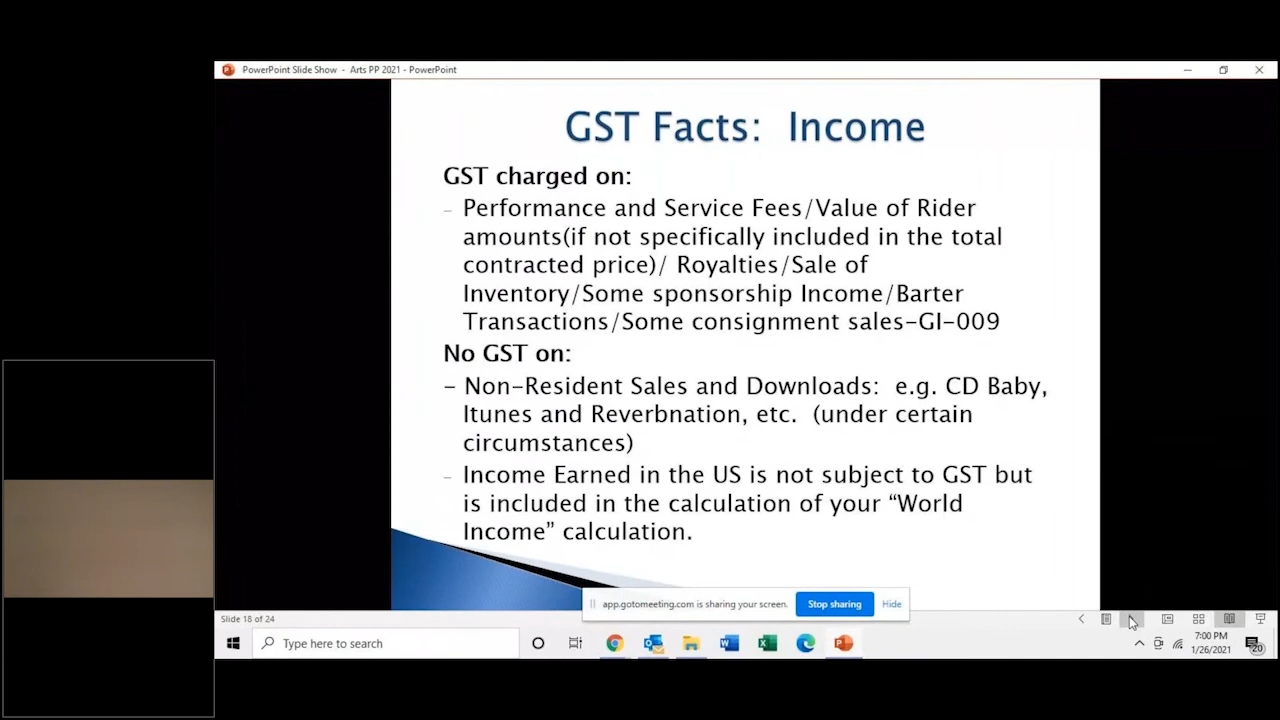 PowerPoint Slide Show - Arts PP 2021 - PowerPoint
GST Facts: Income
GST charged on:
– Performance and Service Fees/Value of Rider
amounts(if not specifically included in the total
contracted price)/ Royalties/Sale of
Inventory/Some sponsorship Income/Barter
Transactions/Some consignment sales-GI-009
No GST on:
– Non-Resident Sales and Downloads: e.g. CD Baby,
Itunes and Reverbnation, etc. (under certain
circumstances)
– Income Earned in the US is not subject to GST but
is included in the calculation of your “World
Income” calculation.
app.gotomeeting.com is sharing your screen.
Stop sharing
Hide
Slide 18 of 24
Type here to search
7:00 PM
1/26/2021
20